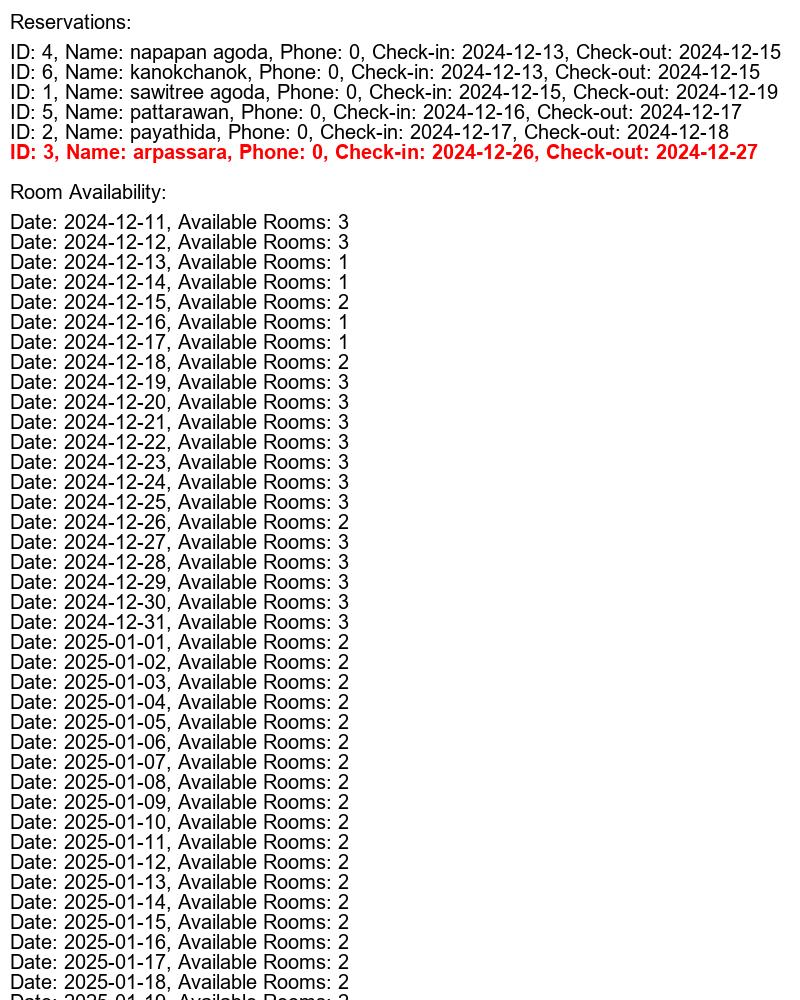 Reservations:
ID: 4, Name: napapan agoda, Phone: 0, Check-in: 2024-12-13, Check-out: 2024-12-15
ID: 6, Name: kanokchanok, Phone: 0, Check-in: 2024-12-13, Check-out: 2024-12-15
ID: 1, Name: sawitree agoda, Phone: 0, Check-in: 2024-12-15, Check-out: 2024-12-19
ID: 5, Name: pattarawan, Phone: 0, Check-in: 2024-12-16, Check-out: 2024-12-17
ID: 2, Name: payathida, Phone: 0, Check-in: 2024-12-17, Check-out: 2024-12-18
ID: 3, Name: arpassara, Phone: 0, Check-in: 2024-12-26, Check-out: 2024-12-27
Room Availability:
Date: 2024-12-11, Available Rooms: 3
Date: 2024-12-12, Available Rooms: 3
Date: 2024-12-13, Available Rooms: 1
Date: 2024-12-14, Available Rooms: 1
Date: 2024-12-15, Available Rooms: 2
Date: 2024-12-16, Available Rooms: 1
Date: 2024-12-17, Available Rooms: 1
Date: 2024-12-18, Available Rooms: 2
Date: 2024-12-19, Available Rooms: 3
Date: 2024-12-20, Available Rooms: 3
Date: 2024-12-21, Available Rooms: 3
Date: 2024-12-22, Available Rooms: 3
Date: 2024-12-23, Available Rooms: 3
Date: 2024-12-24, Available Rooms: 3
Date: 2024-12-25, Available Rooms: 3
Date: 2024-12-26, Available Rooms: 2
Date: 2024-12-27, Available Rooms: 3
Date: 2024-12-28, Available Rooms: 3
Date: 2024-12-29, Available Rooms: 3
Date: 2024-12-30, Available Rooms: 3
Date: 2024-12-31, Available Rooms: 3
Date: 2025-01-01, Available Rooms: 2
Date: 2025-01-02, Available Rooms: 2
Date: 2025-01-03, Available Rooms: 2
Date: 2025-01-04, Available Rooms: 2
Date: 2025-01-05, Available Rooms: 2
Date: 2025-01-06, Available Rooms: 2
Date: 2025-01-07, Available Rooms: 2
Date: 2025-01-08, Available Rooms: 2
Date: 2025-01-09, Available Rooms: 2
Date: 2025-01-10, Available Rooms: 2
Date: 2025-01-11, Available Rooms: 2
Date: 2025-01-12, Available Rooms: 2
Date: 2025-01-13, Available Rooms: 2
Date: 2025-01-14, Available Rooms: 2
Date: 2025-01-15, Available Rooms: 2
Date: 2025-01-16, Available Rooms: 2
Date: 2025-01-17, Available Rooms: 2
Date: 2025-01-18, Available Rooms: 2